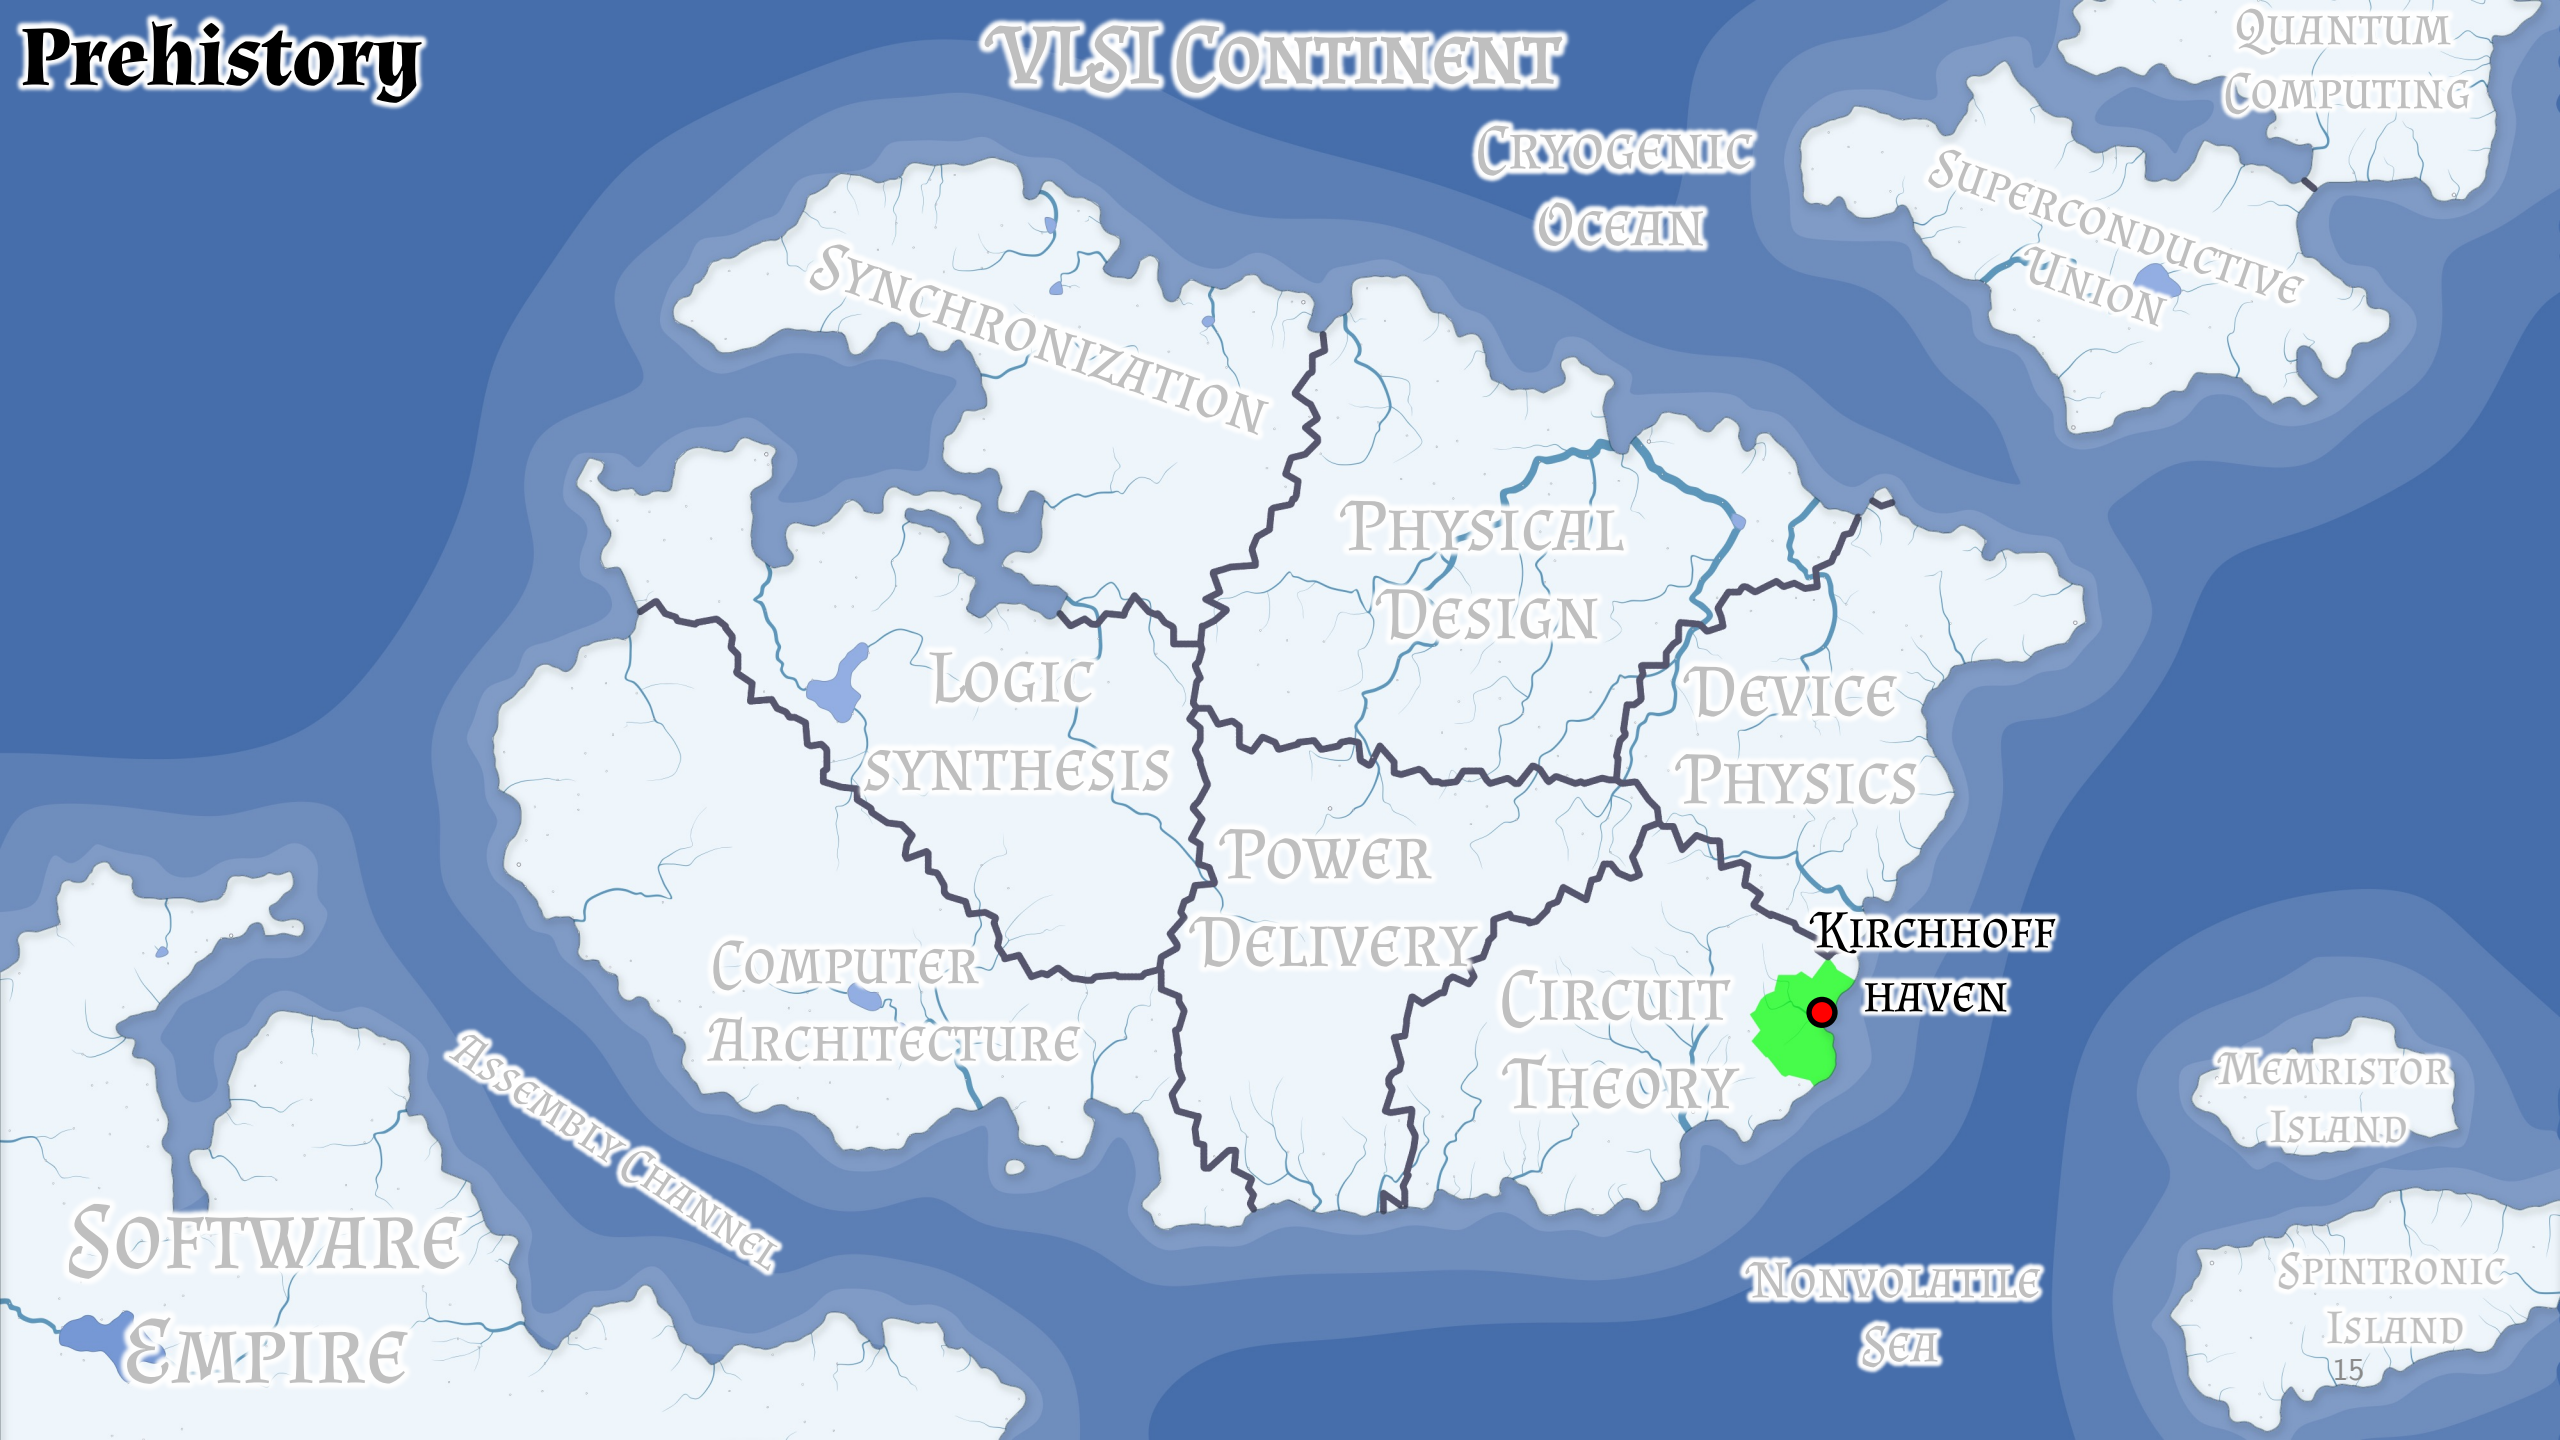 Prehistory
VLSI Continent
Quantum
Computing
Cryogenic
Ocean
Superconductive
Union
Synchronization
Physical
Design
Logic
synthesis
Device
Physics
Power
Delivery
Kirchhoff
haven
Computer
Architecture
Circuit
Theory
Assembly Channel
Memristor
Island
Software
Empire
Nonvolatile
Sea
Spintronic
Island
15